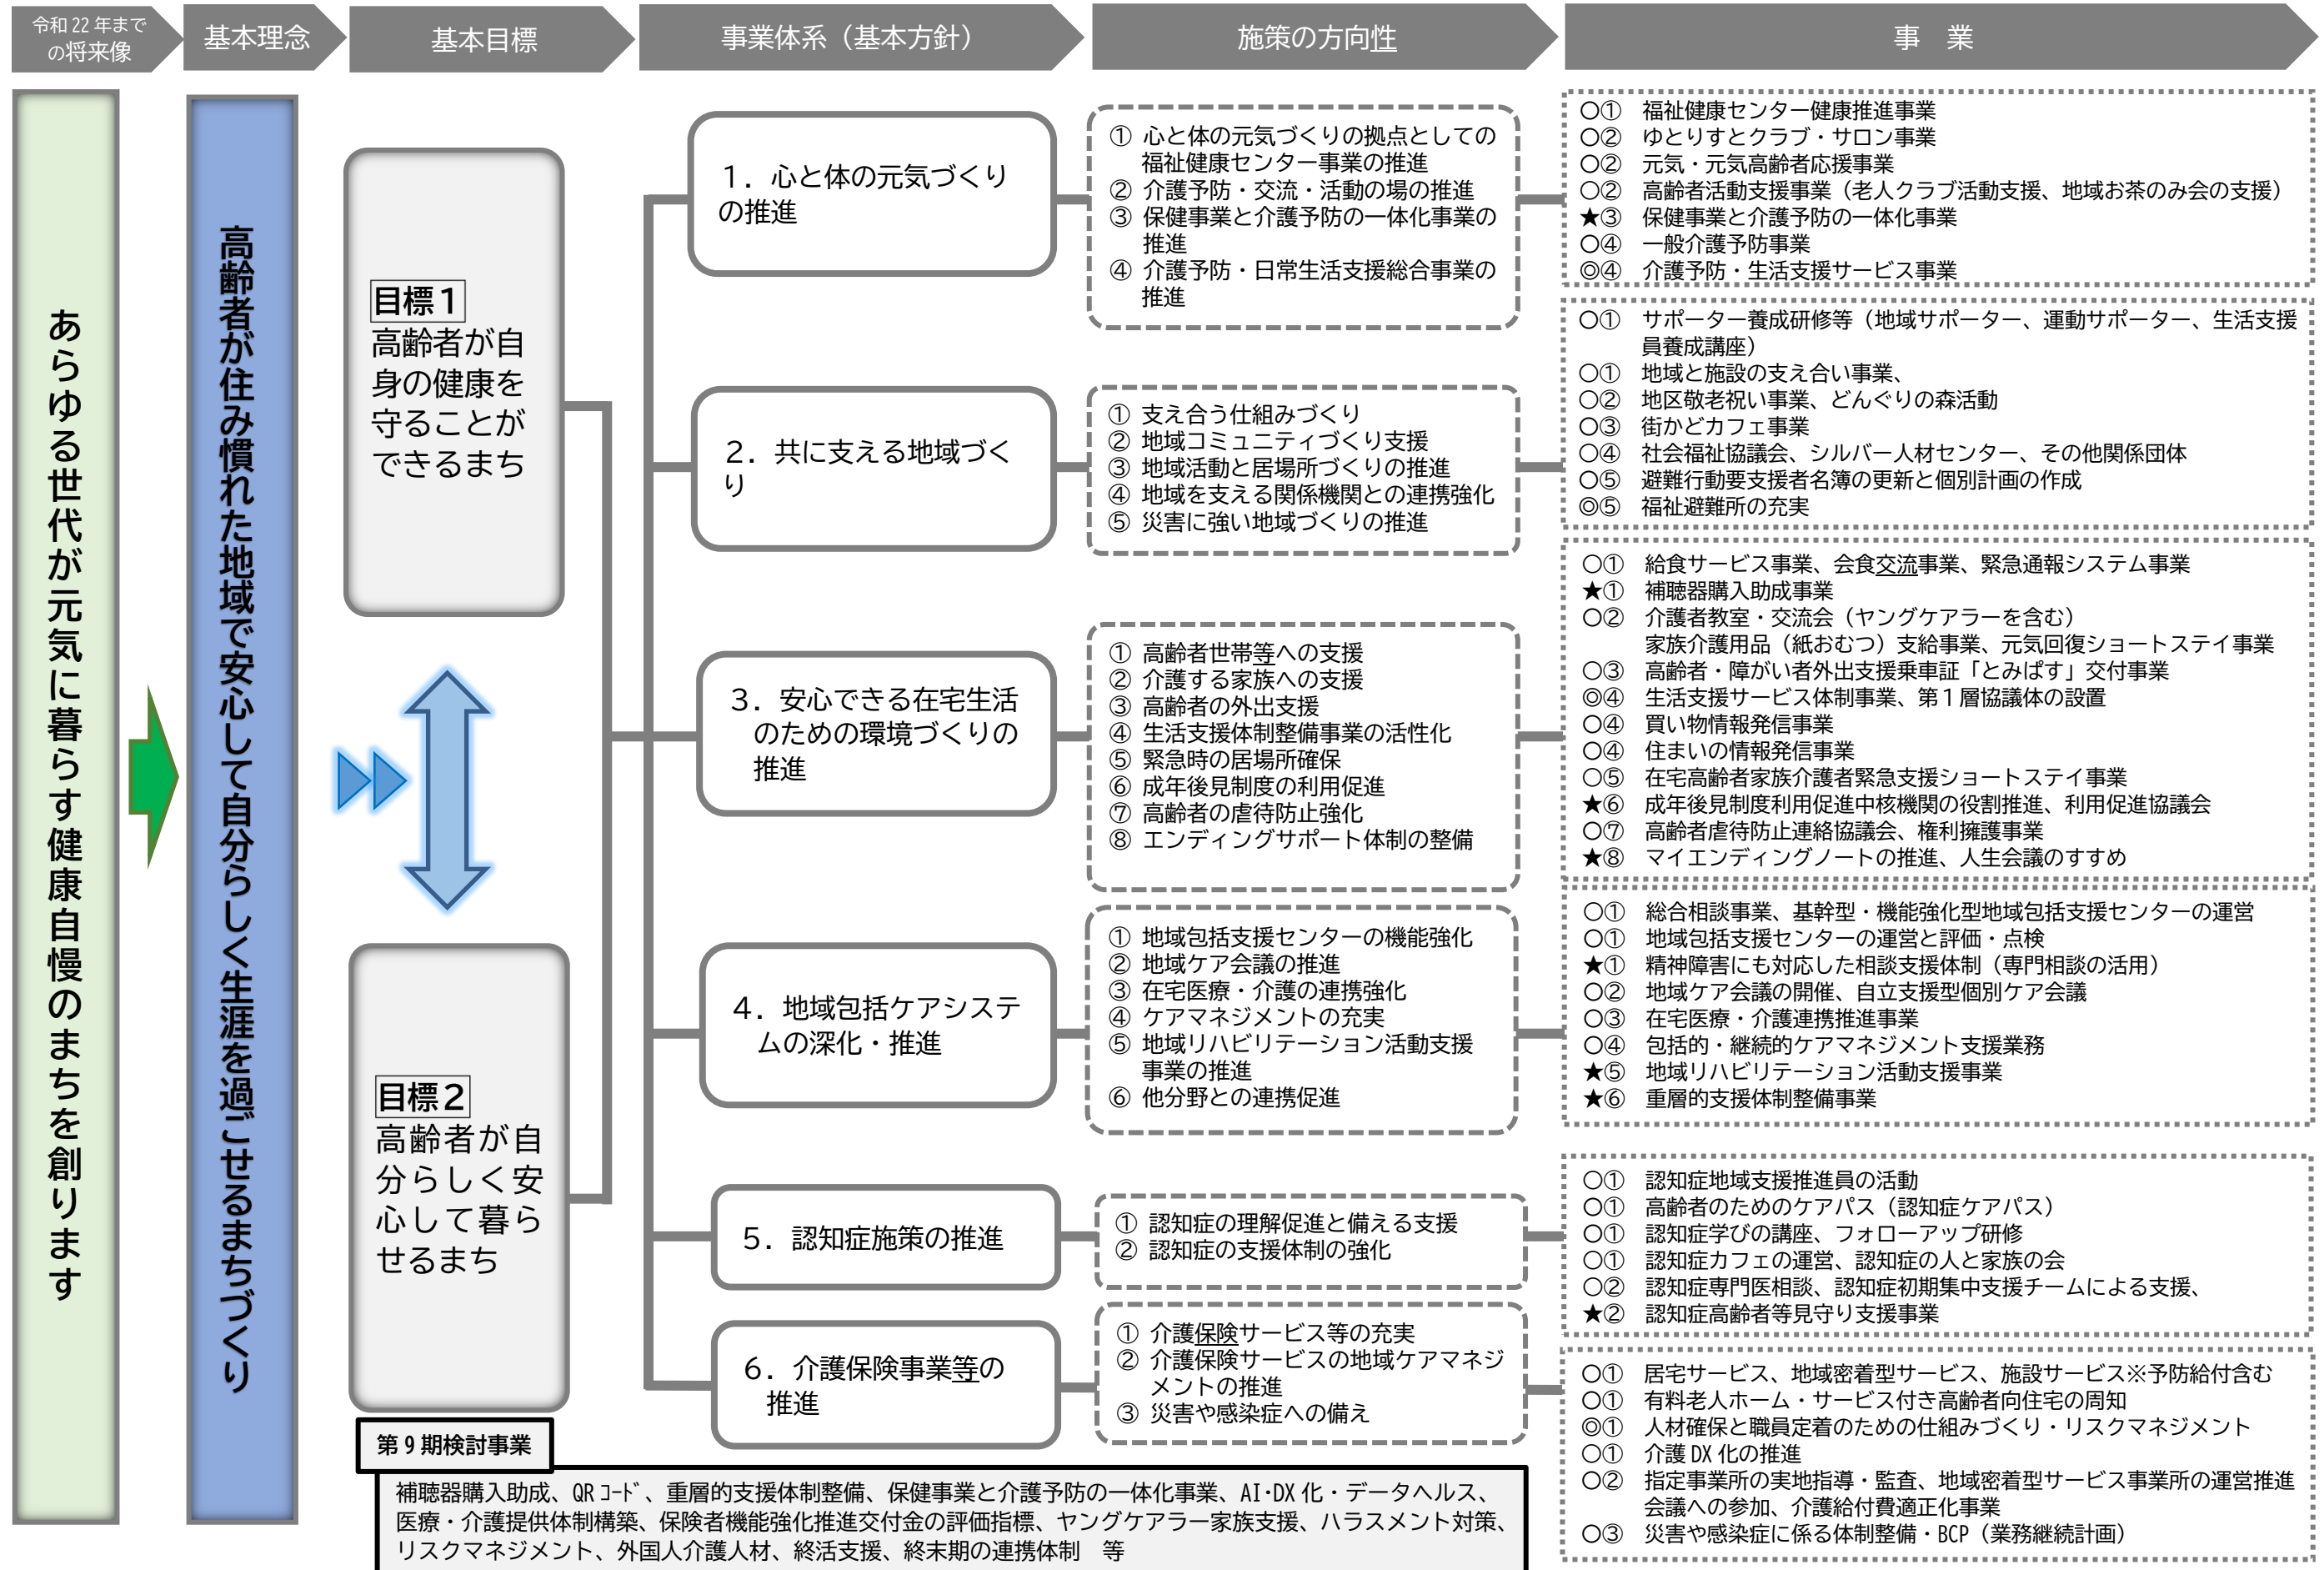 令和22年まで
の将来像
基本理念
基本目標
事業体系（基本方針）
施策の方向性
事　業
あらゆる世代が元気に暮らす健康自慢のまちを創ります
高齢者が住み慣れた地域で安心して自分らしく生涯を過ごせるまちづくり
目標１
高齢者が自
身の健康を
守ることが
できるまち
目標２
高齢者が自
分らしく安
心して暮ら
せるまち
１．心と体の元気づくり
の推進
① 心と体の元気づくりの拠点としての
福祉健康センター事業の推進
② 介護予防・交流・活動の場の推進
③ 保健事業と介護予防の一体化事業の
推進
④ 介護予防・日常生活支援総合事業の
推進
〇①　福祉健康センター健康推進事業
〇②　ゆとりすとクラブ・サロン事業
〇②　元気・元気高齢者応援事業
〇②　高齢者活動支援事業（老人クラブ活動支援、地域お茶のみ会の支援）
★③　保健事業と介護予防の一体化事業
〇④　一般介護予防事業
◎④　介護予防・生活支援サービス事業
２．共に支える地域づく
り
① 支え合う仕組みづくり
② 地域コミュニティづくり支援
③ 地域活動と居場所づくりの推進
④ 地域を支える関係機関との連携強化
⑤ 災害に強い地域づくりの推進
〇①　サポーター養成研修等（地域サポーター、運動サポーター、生活支援
員養成講座）
〇①　地域と施設の支え合い事業、
〇②　地区敬老祝い事業、どんぐりの森活動
〇③　街かどカフェ事業
〇④　社会福祉協議会、シルバー人材センター、その他関係団体
〇⑤　避難行動要支援者名簿の更新と個別計画の作成
◎⑤　福祉避難所の充実
３．安心できる在宅生活
のための環境づくりの
推進
① 高齢者世帯等への支援
② 介護する家族への支援
③ 高齢者の外出支援
④ 生活支援体制整備事業の活性化
⑤ 緊急時の居場所確保
⑥ 成年後見制度の利用促進
⑦ 高齢者の虐待防止強化
⑧ エンディングサポート体制の整備
〇①　給食サービス事業、会食交流事業、緊急通報システム事業
★①　補聴器購入助成事業
〇②　介護者教室・交流会（ヤングケアラーを含む）
家族介護用品（紙おむつ）支給事業、元気回復ショートステイ事業
〇③　高齢者・障がい者外出支援乗車証「とみぱす」交付事業
◎④　生活支援サービス体制事業、第１層協議体の設置
〇④　買い物情報発信事業
〇④　住まいの情報発信事業
〇⑤　在宅高齢者家族介護者緊急支援ショートステイ事業
★⑥　成年後見制度利用促進中核機関の役割推進、利用促進協議会
〇⑦　高齢者虐待防止連絡協議会、権利擁護事業
★⑧　マイエンディングノートの推進、人生会議のすすめ
４．地域包括ケアシステ
ムの深化・推進
① 地域包括支援センターの機能強化
② 地域ケア会議の推進
③ 在宅医療・介護の連携強化
④ ケアマネジメントの充実
⑤ 地域リハビリテーション活動支援
事業の推進
⑥ 他分野との連携促進
〇①　総合相談事業、基幹型・機能強化型地域包括支援センターの運営
〇①　地域包括支援センターの運営と評価・点検
★①　精神障害にも対応した相談支援体制（専門相談の活用）
〇②　地域ケア会議の開催、自立支援型個別ケア会議
〇③　在宅医療・介護連携推進事業
〇④　包括的・継続的ケアマネジメント支援業務
★⑤　地域リハビリテーション活動支援事業
★⑥　重層的支援体制整備事業
５．認知症施策の推進
① 認知症の理解促進と備える支援
② 認知症の支援体制の強化
〇①　認知症地域支援推進員の活動
〇①　高齢者のためのケアパス（認知症ケアパス）
〇①　認知症学びの講座、フォローアップ研修
〇①　認知症カフェの運営、認知症の人と家族の会
〇②　認知症専門医相談、認知症初期集中支援チームによる支援、
★②　認知症高齢者等見守り支援事業
６．介護保険事業等の
推進
① 介護保険サービス等の充実
② 介護保険サービスの地域ケアマネジ
メントの推進
③ 災害や感染症への備え
〇①　居宅サービス、地域密着型サービス、施設サービス※予防給付含む
〇①　有料老人ホーム・サービス付き高齢者向住宅の周知
◎①　人材確保と職員定着のための仕組みづくり・リスクマネジメント
〇①　介護DX化の推進
〇②　指定事業所の実地指導・監査、地域密着型サービス事業所の運営推進
会議への参加、介護給付費適正化事業
〇③　災害や感染症に係る体制整備・BCP（業務継続計画）
第9期検討事業
補聴器購入助成、QRｺｰﾄﾞ、重層的支援体制整備、保健事業と介護予防の一体化事業、AI･DX化・データヘルス、
医療・介護提供体制構築、保険者機能強化推進交付金の評価指標、ヤングケアラー家族支援、ハラスメント対策、
リスクマネジメント、外国人介護人材、終活支援、終末期の連携体制　等